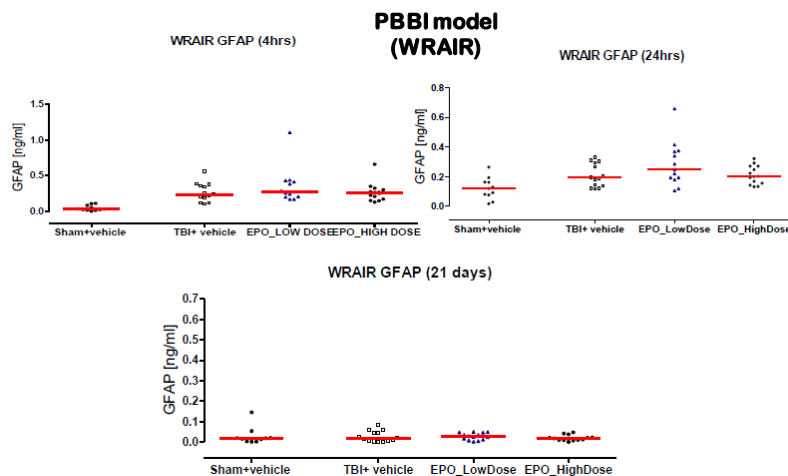 PBBI model
(WRAIR)
WRAIR GFAP (4hrs)
GFAP [ng/ml]
1.5
1.0
0.5
0.0
Sham+vehicle TBI+ vehicle EPO_LOW DOSE EPO_HIGH DOSE
WRAIR GFAP (24hrs)
GFAP [ng/ml]
0.8
0.6
0.4
0.2
0.0
Sham+vehicle TBI+ vehicle EPO_LowDose EPO_HighDose
WRAIR GFAP (21 days)
GFAP [ng/ml]
0.7
0.6
0.5
0.4
0.3
0.2
0.1
0.0
Sham+vehicle TBI+ vehicle EPO_LowDose EPO_HighDose